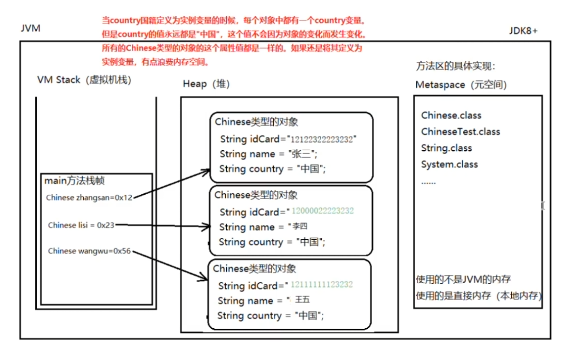 当country国籍定义为实例变量的时候，每个对象中都有一个country变量。
但是country的值永远都是"中国"，这个值不会因为对象的变化而发生变化。
所有的Chinese类型的对象的这个属性值都是一样的。如果还是将其定义为
实例变量，有点浪费内存空间。
JVM
JDK8+
VM Stack（虚拟机栈）
Heap（堆）
方法区的具体实现：
Metaspace（元空间）
main方法栈帧
Chinese zhangsan=0x12
Chinese lisi = 0x23
Chinese wangwu=0x56
Chinese类型的对象
String idCard="12122322223232"
String name = "张三";
String country = "中国";
Chinese类型的对象
String idCard="12000022223232
String name = "李四
String country = "中国";
Chinese类型的对象
String idCard="12111111123232
String name = " 王五
String country = "中国";
Chinese.class
ChineseTest.class
String.class
System.class
......
使用的不是JVM的内存
使用的是直接内存（本地内存）